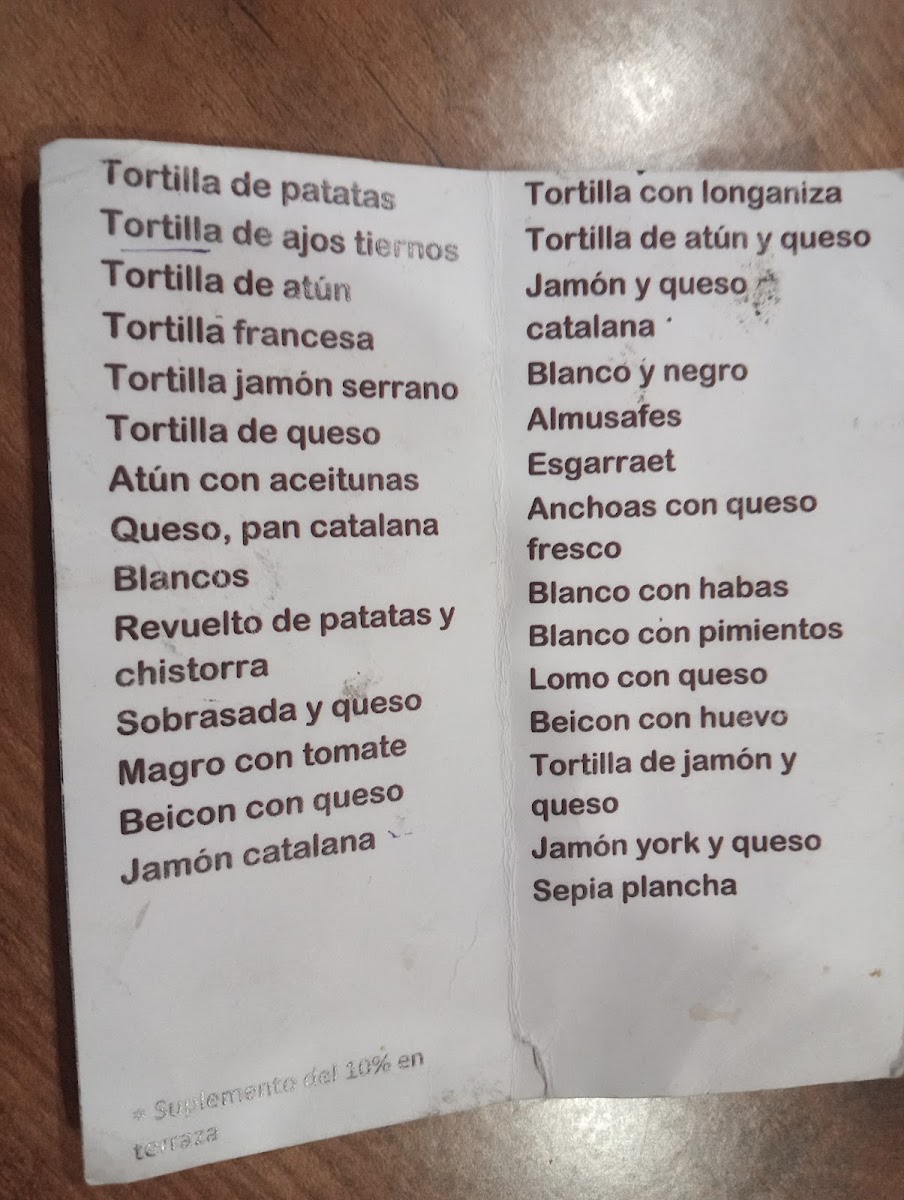 Tortilla de patatas
Tortilla de ajos tiernos
Tortilla de atún
Tortilla francesa
Tortilla jamón serrano
Tortilla de queso
Atún con aceitunas
Queso, pan catalana
Blancos
Revuelto de patatas y
chistorra
Sobrasada y queso
Magro con tomate
Beicon con queso
Jamón catalana
* Suplemento del 10% en
terraza
Tortilla con longaniza
Tortilla de atún y queso
Jamón y queso
catalana
Blanco y negro
Almusafes
Esgarraet
Anchoas con queso
fresco
Blanco con habas
Blanco con pimientos
Lomo con queso
Beicon con huevo
Tortilla de jamón y
queso
Jamón york y queso
Sepia plancha